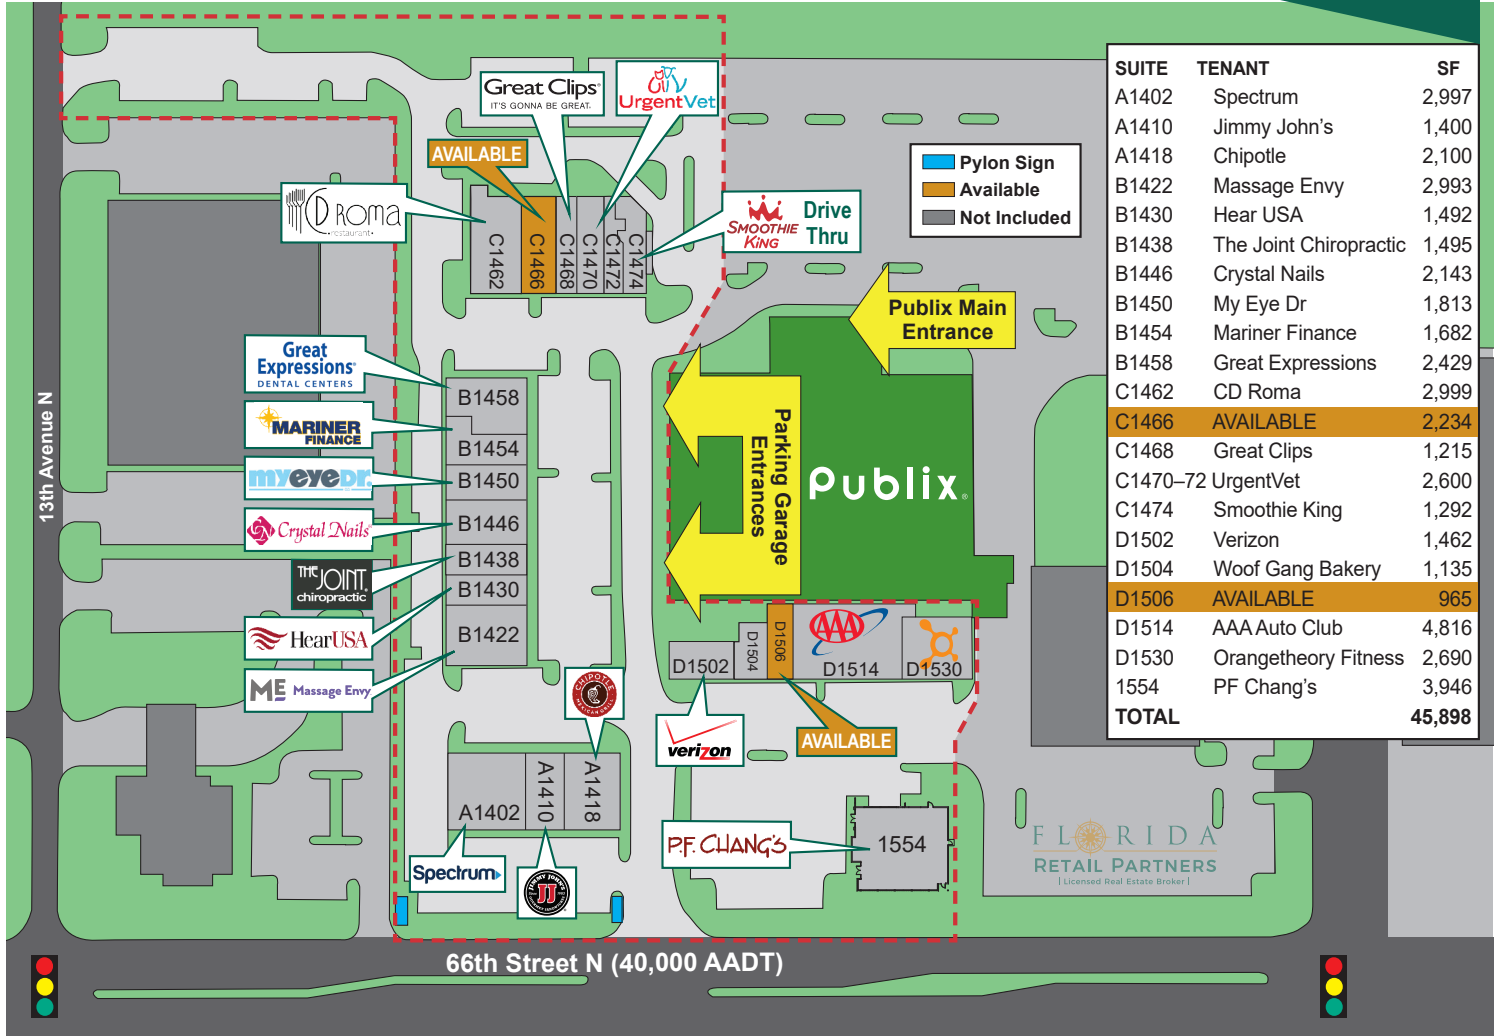 Great Clips®
IT'S GONNA BE GREAT.
UrgentVet
AVAILABLE
CD ROMA
•restaurant•
C1462
C1466
C1468
C1470
C1472
C1474
SMOOTHIE
KING
Drive
Thru
Pylon Sign
Available
Not Included
Publix Main
Entrance
Great
Expressions®
DENTAL CENTERS
MARINER
FINANCE
myeyedr.
Crystal Nails
THE
JOINT
chiropractic
HearUSA
ME Massage Envy
B1458
B1454
B1450
B1446
B1438
B1430
B1422
Parking Garage
Entrances
Publix®
13th Avenue N
D1502
D1504
D1506
AAA
D1514
D1530
verizon
AVAILABLE
CHIPOTLE
MEXICAN GRILL
A1402
A1410
A1418
Spectrum
JIMMY JOHN'S
JJ
P.F. CHANG'S
1554
66th Street N (40,000 AADT)
FLORIDA
RETAIL PARTNERS
| Licensed Real Estate Broker |
SUITE TENANT SF
A1402 Spectrum 2,997
A1410 Jimmy John's 1,400
A1418 Chipotle 2,100
B1422 Massage Envy 2,993
B1430 Hear USA 1,492
B1438 The Joint Chiropractic 1,495
B1446 Crystal Nails 2,143
B1450 My Eye Dr 1,813
B1454 Mariner Finance 1,682
B1458 Great Expressions 2,429
C1462 CD Roma 2,999
C1466 AVAILABLE 2,234
C1468 Great Clips 1,215
C1470–72 UrgentVet 2,600
C1474 Smoothie King 1,292
D1502 Verizon 1,462
D1504 Woof Gang Bakery 1,135
D1506 AVAILABLE 965
D1514 AAA Auto Club 4,816
D1530 Orangetheory Fitness 2,690
1554 PF Chang's 3,946
TOTAL 45,898